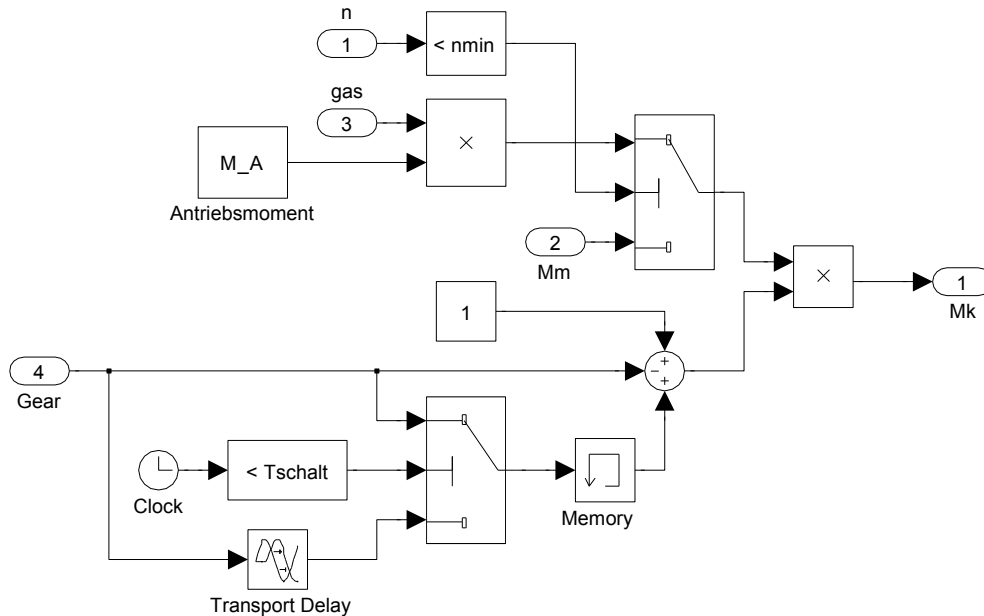 n
1
< nmin
gas
3
×
M_A
Antriebsmoment
2
Mm
×
1
Mk
1
4
Gear
+
−
+
< Tschalt
Clock
Memory
Transport Delay